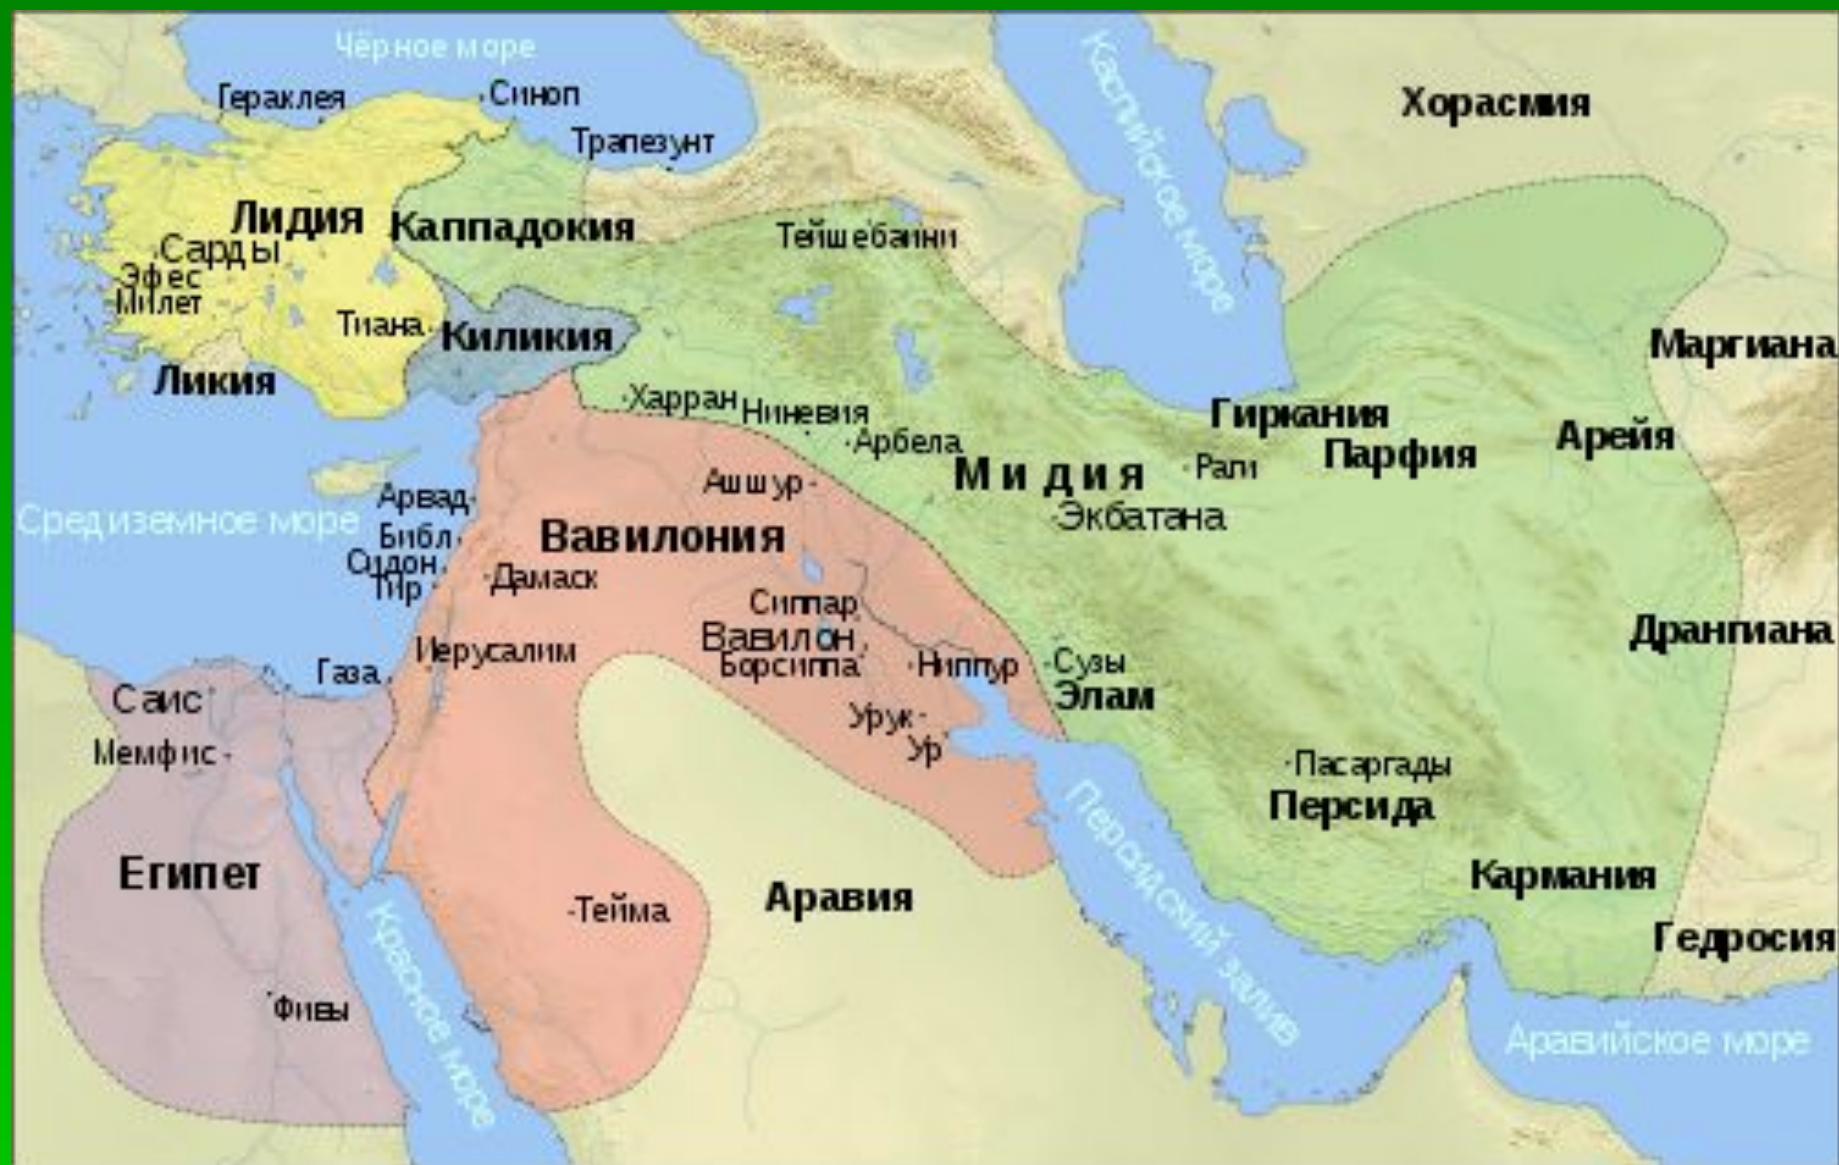 Чёрное море
Каспийское море
Гераклея
Синоп
Хорасмия
Трапезунт
Лидия
Каппадокия
Тейшебаини
Сарды
Эфес
Милет
Тиана
Киликия
Маргиана
Ликия
Харран
Ниневия
Гиркания
Арбела
Арейя
Парфия
Мидия
Раги
Ашшур
Арвад
Экбатана
Средиземное море
Библ
Вавилония
Сидон
Тир
Дамаск
Сиппар
Вавилон
Дрангиана
Иерусалим
Борсиппа
Ниппур
Сузы
Газа
Элам
Саис
Урук
Ур
Мемфис
Пасаргады
Персида
Персидский залив
Египет
Кармания
Аравия
Тейма
Гедросия
Красное море
Фивы
Аравийское море